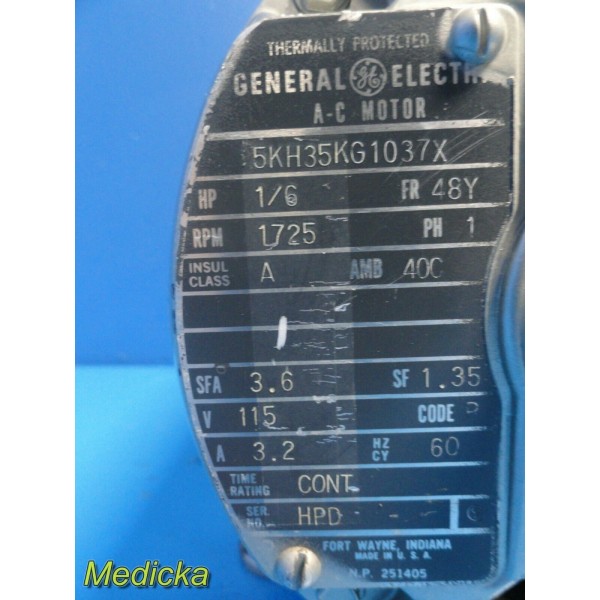 THERMALLY PROTECTED
GENERAL GE
A-C MOTOR
5KH35KG1037X
HP 1/6 FR 48Y
RPM 1725 PH 1
INSUL CLASS A AMB 40C
SFA 3.6 SF 1.35
V 115 CODE
A 3.2 HZ CY 60
TIME RATING CONT
SER. NO. HPD - -
FORT WAYNE, INDIANA
MADE IN U.S.A.
N.P. 251405
Medicka